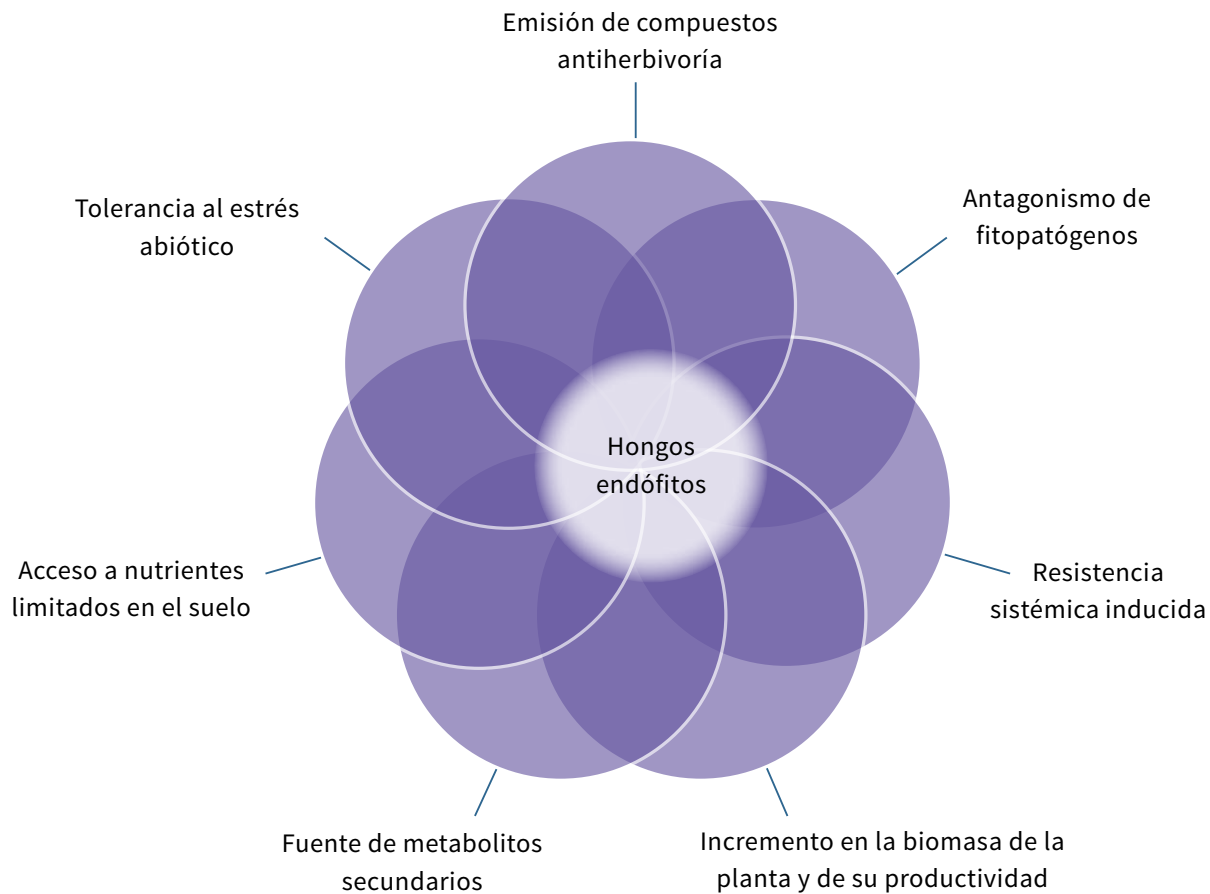 Emisión de compuestos
antiherbivoría
Tolerancia al estrés
abiótico
Antagonismo de
fitopatógenos
Hongos
endófitos
Acceso a nutrientes
limitados en el suelo
Resistencia
sistémica inducida
Fuente de metabolitos
secundarios
Incremento en la biomasa de la
planta y de su productividad